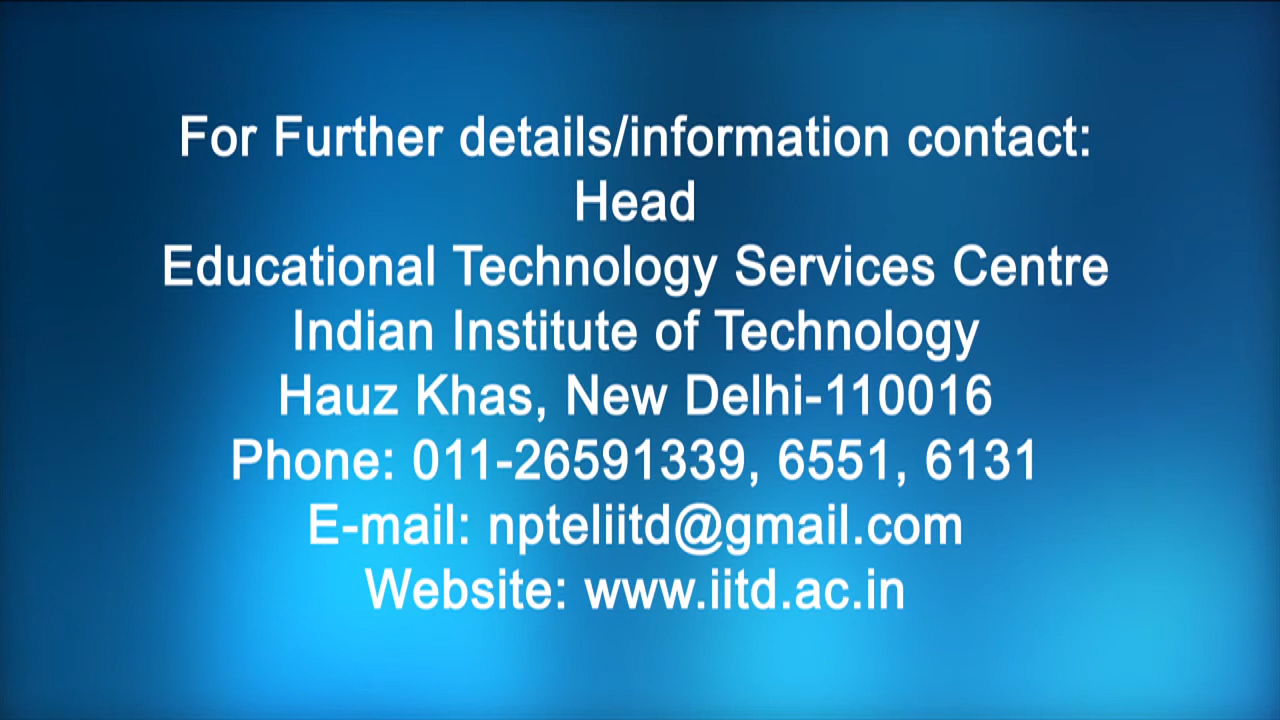 For Further details/information contact:
Head
Educational Technology Services Centre
Indian Institute of Technology
Hauz Khas, New Delhi-110016
Phone: 011-26591339, 6551, 6131
E-mail: npteliitd@gmail.com
Website: www.iitd.ac.in